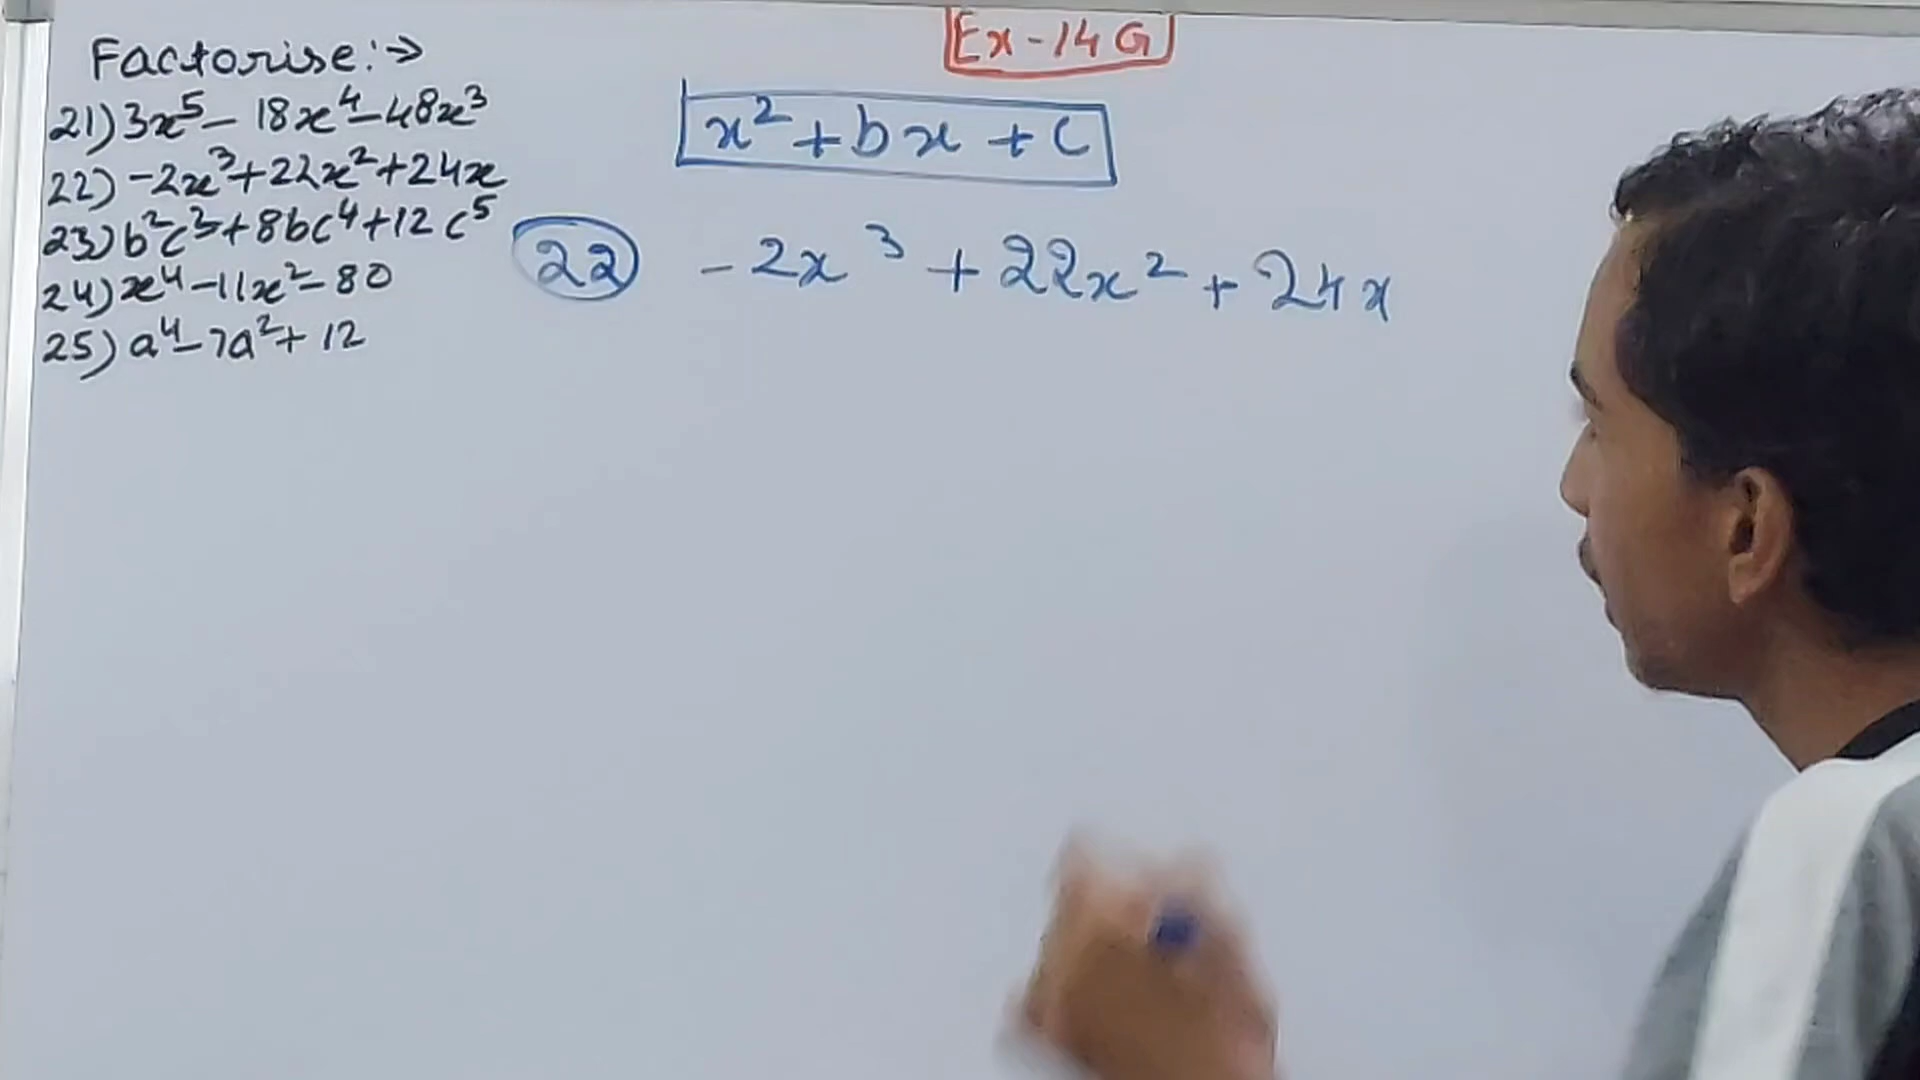 Ex-14G
Factorise:→
21) 3x⁵ - 18x⁴ - 48x³
22) -2x³ + 22x² + 24x
23) b²c³ + 8bc⁴ + 12c⁵
24) x⁴ - 11x² - 80
25) a⁴ - 7a² + 12
x² + bx + c
22 -2x³ + 22x² + 24x